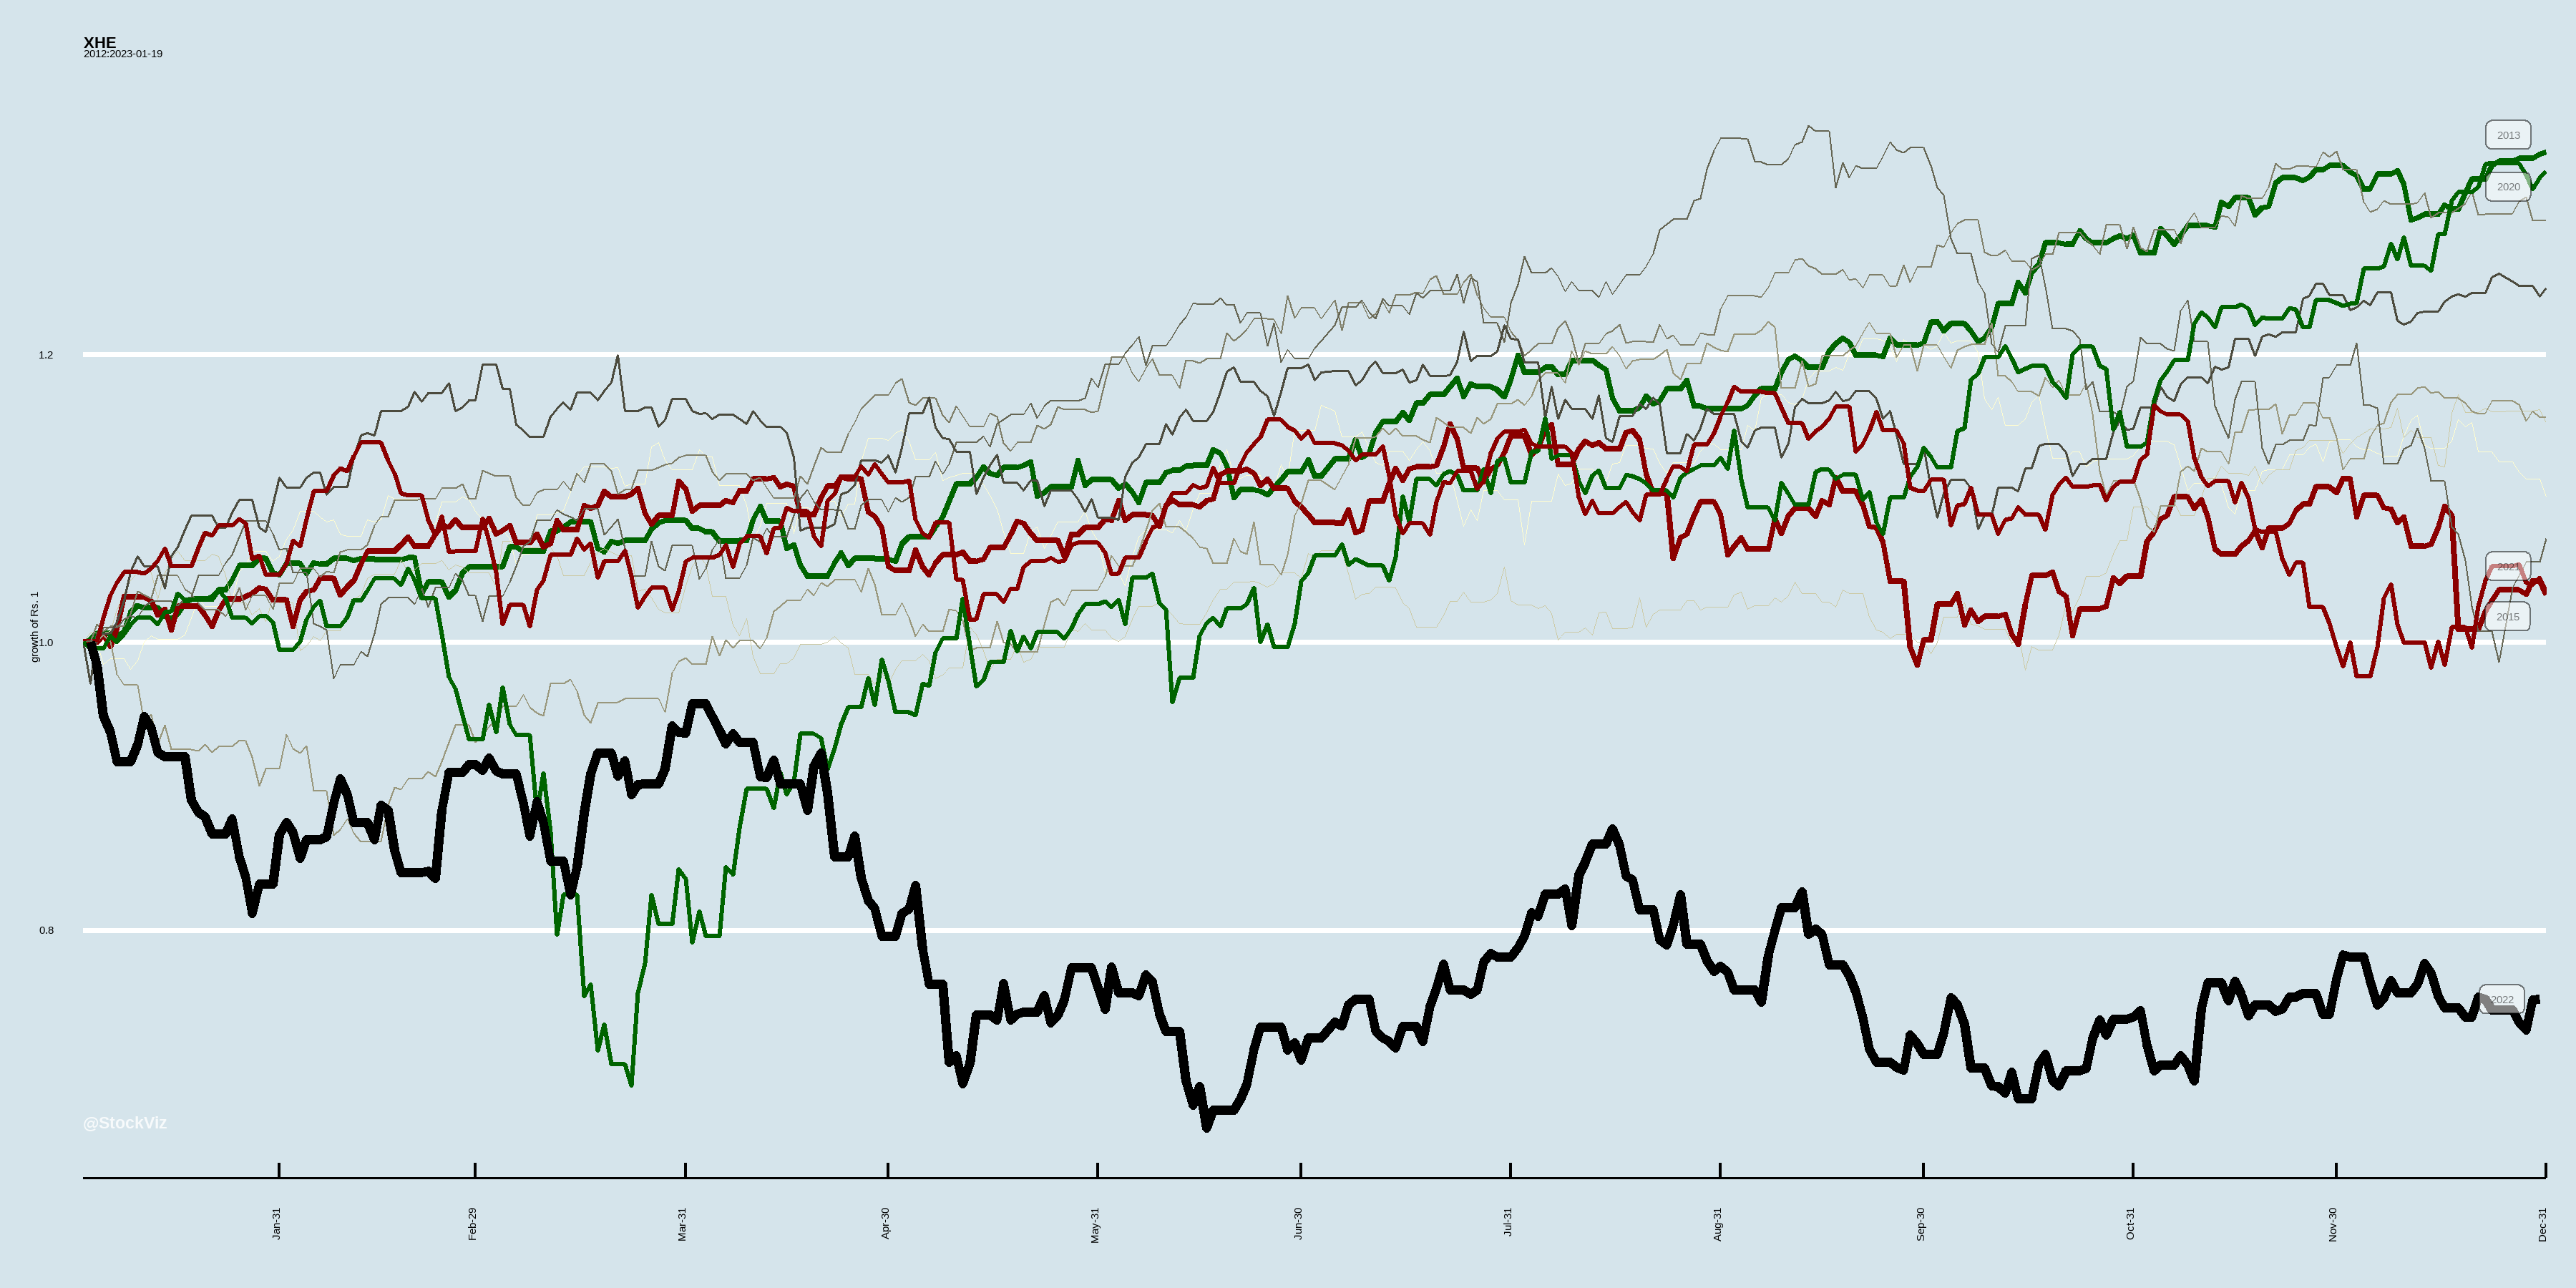 XHE
2012:2023-01-19
2013
2020
1.2
2021
growth of Rs. 1
1.0
2015
0.8
2022
@StockViz
Jan-31
Feb-29
Mar-31
Apr-30
May-31
Jun-30
Jul-31
Aug-31
Sep-30
Oct-31
Nov-30
Dec-31